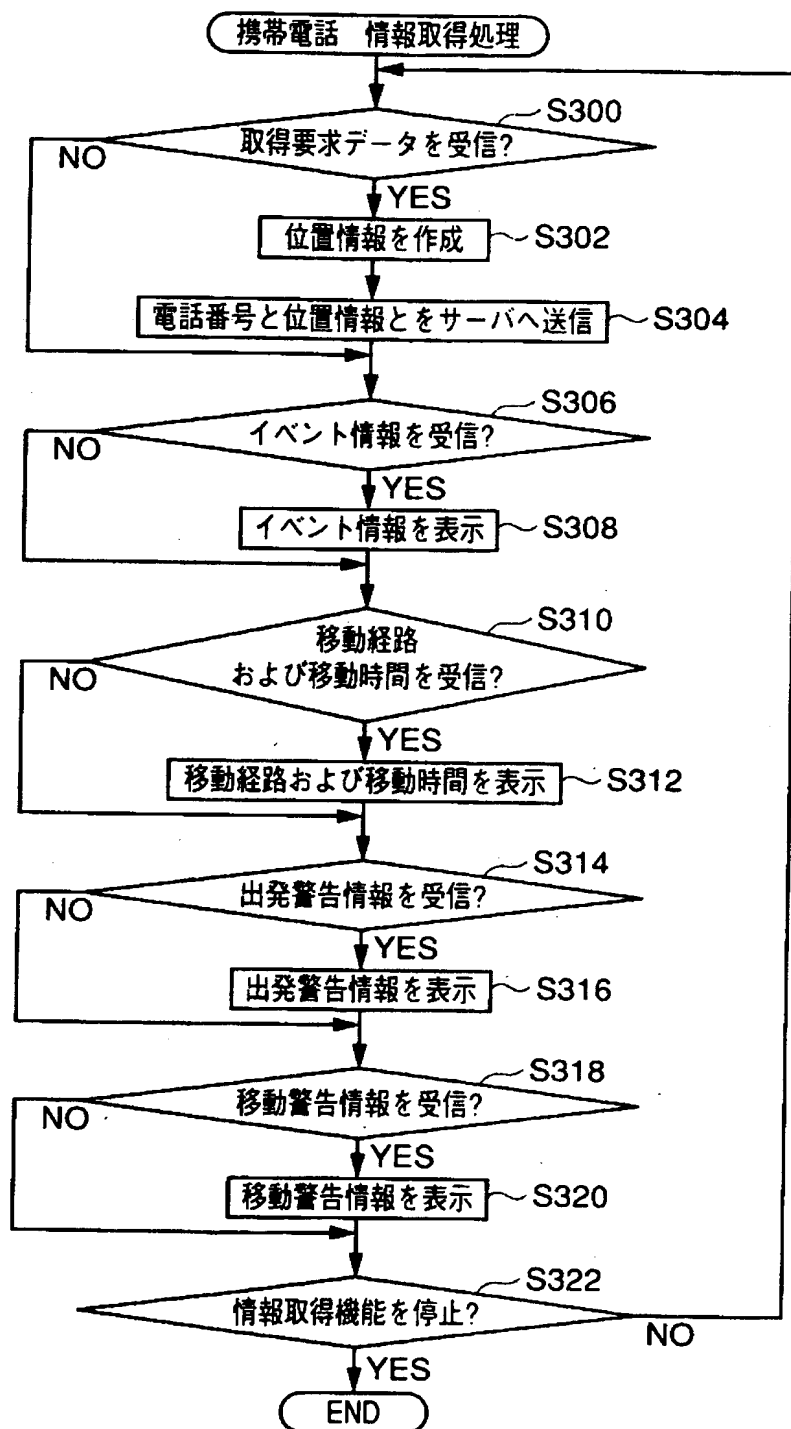 携帯電話 情報取得処理
S300
取得要求データを受信?
NO
YES
位置情報を作成
S302
電話番号と位置情報とをサーバへ送信
S304
S306
イベント情報を受信?
NO
YES
イベント情報を表示
S308
S310
移動経路
および移動時間を受信?
NO
YES
移動経路および移動時間を表示
S312
S314
出発警告情報を受信?
NO
YES
出発警告情報を表示
S316
S318
移動警告情報を受信?
NO
YES
移動警告情報を表示
S320
S322
情報取得機能を停止?
NO
YES
END